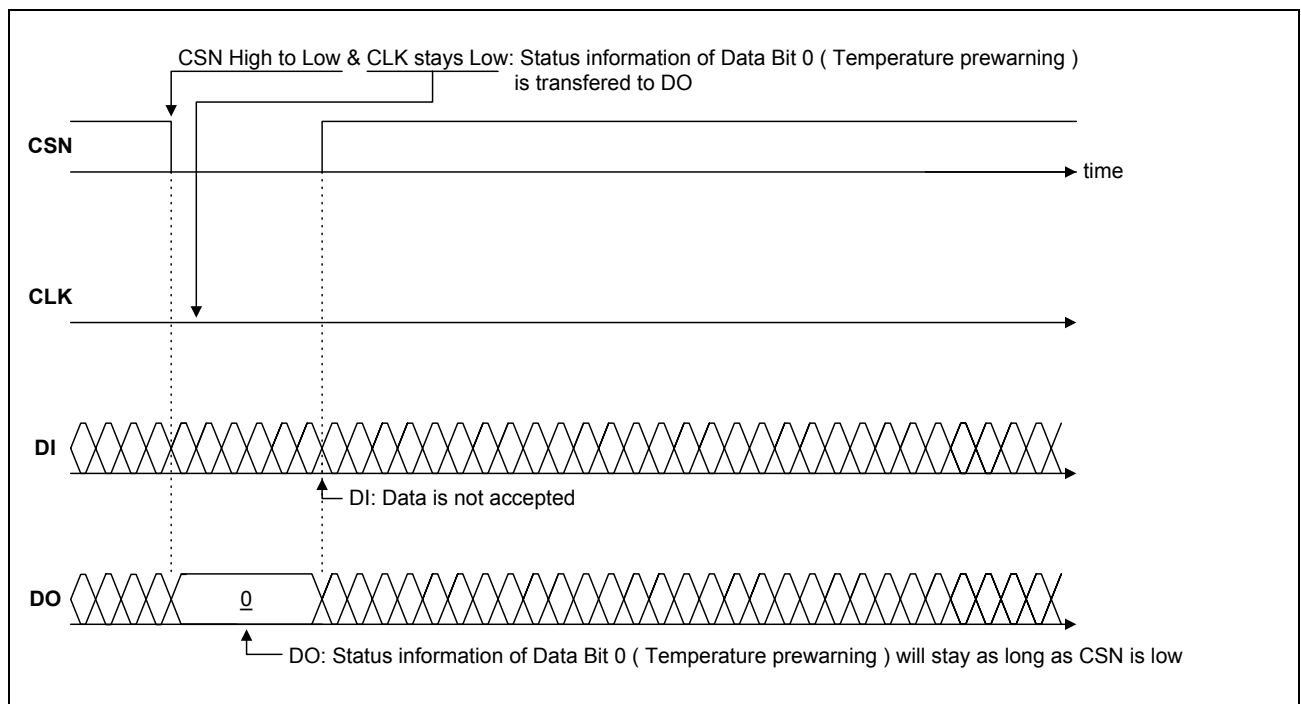 CSN High to Low & CLK stays Low: Status information of Data Bit 0 ( Temperature prewarning )
is transfered to DO
CSN
time
CLK
DI
DI: Data is not accepted
DO
0
DO: Status information of Data Bit 0 ( Temperature prewarning ) will stay as long as CSN is low